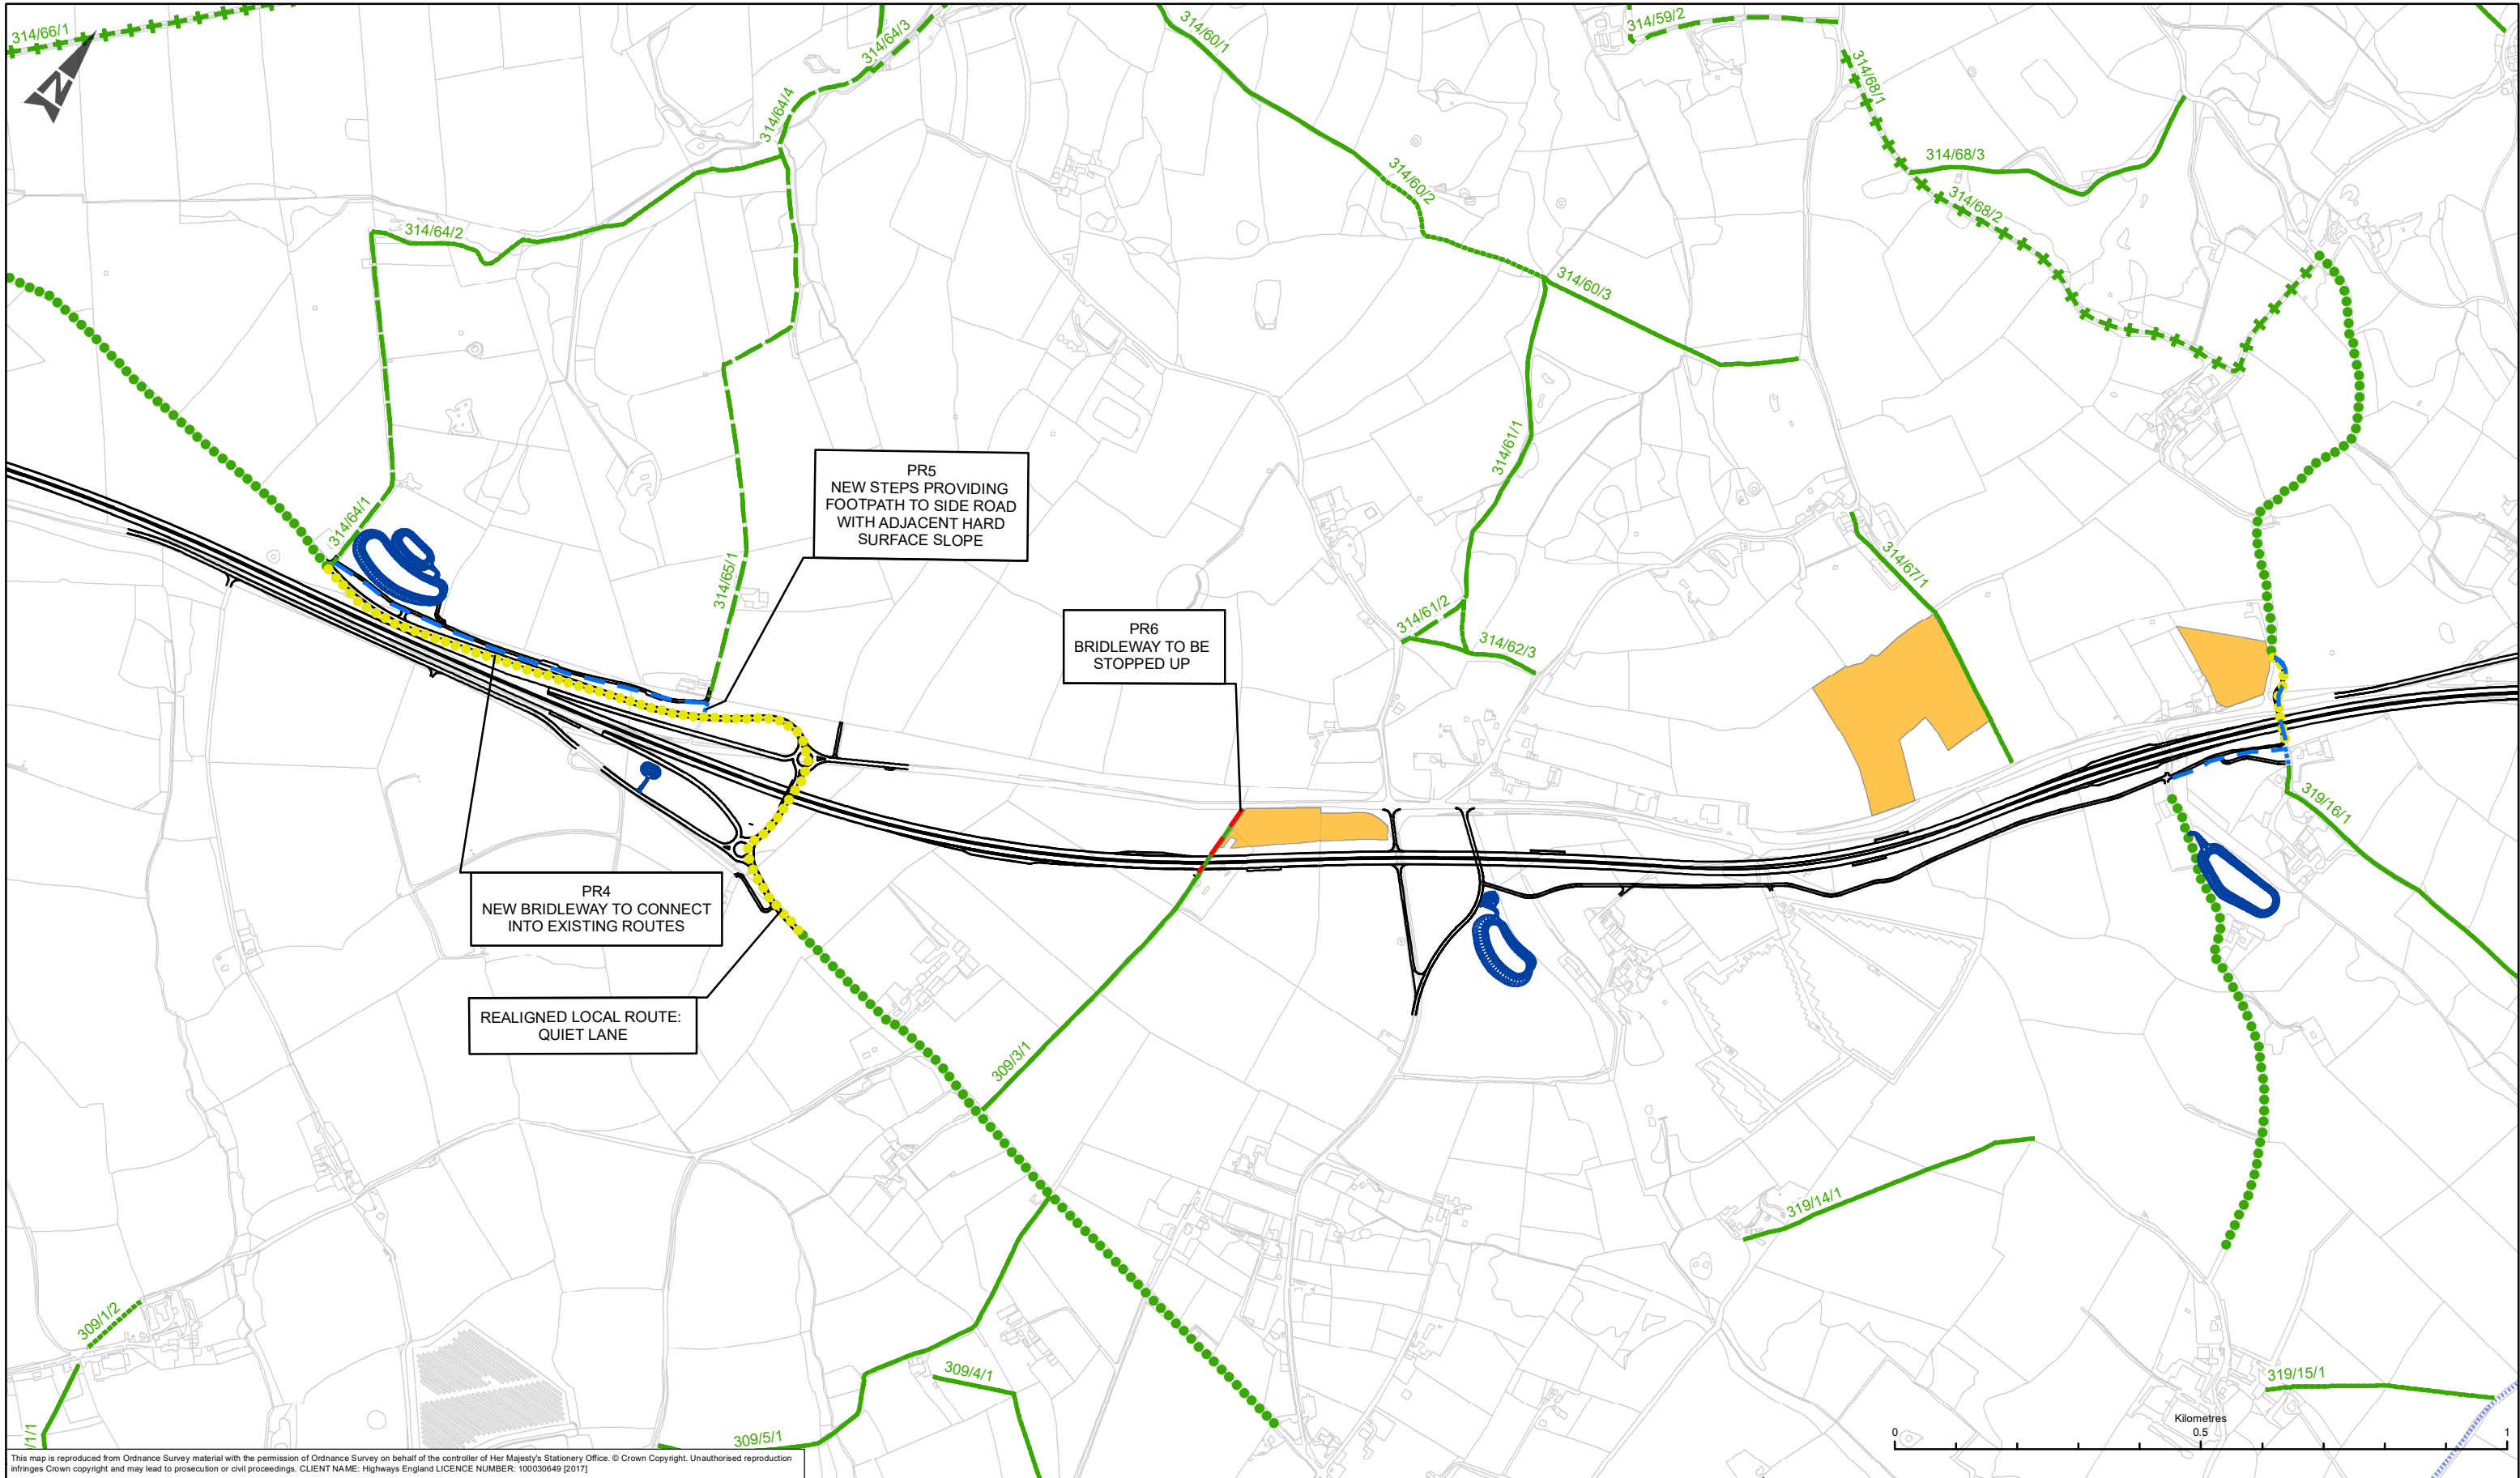 314/66/1
N
314/64/3
314/60/1
314/59/2
314/68/1
314/64/4
314/68/3
314/60/2
314/68/2
314/64/2
314/60/3
314/61/1
PR5
NEW STEPS PROVIDING
FOOTPATH TO SIDE ROAD
WITH ADJACENT HARD
SURFACE SLOPE
314/64/1
314/65/1
314/67/1
314/61/2
314/62/3
PR6
BRIDLEWAY TO BE
STOPPED UP
319/16/1
PR4
NEW BRIDLEWAY TO CONNECT
INTO EXISTING ROUTES
REALIGNED LOCAL ROUTE:
QUIET LANE
309/3/1
319/14/1
309/1/2
309/4/1
319/15/1
/1/1
309/5/1
Kilometres
0 0.5 1
This map is reproduced from Ordnance Survey material with the permission of Ordnance Survey on behalf of the controller of Her Majesty's Stationery Office. © Crown Copyright. Unauthorised reproduction
infringes Crown copyright and may lead to prosecution or civil proceedings. CLIENT NAME: Highways England LICENCE NUMBER: 100030649 [2017]